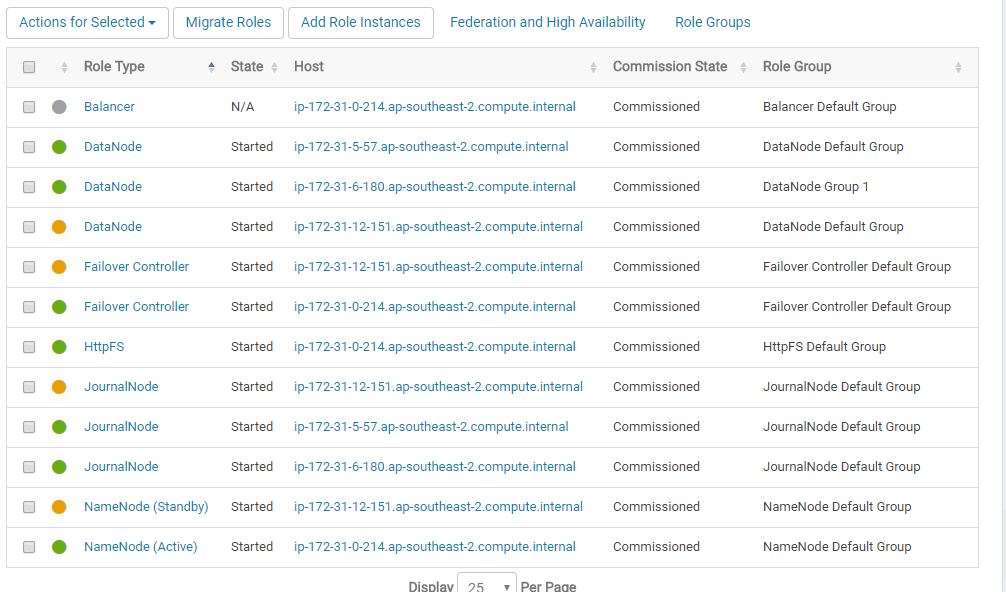 Actions for Selected Migrate Roles Add Role Instances Federation and High Availability Role Groups
Role Type State Host Commission State Role Group
Balancer N/A ip-172-31-0-214.ap-southeast-2.compute.internal Commissioned Balancer Default Group
DataNode Started ip-172-31-5-57.ap-southeast-2.compute.internal Commissioned DataNode Default Group
DataNode Started ip-172-31-6-180.ap-southeast-2.compute.internal Commissioned DataNode Group 1
DataNode Started ip-172-31-12-151.ap-southeast-2.compute.internal Commissioned DataNode Default Group
Failover Controller Started ip-172-31-12-151.ap-southeast-2.compute.internal Commissioned Failover Controller Default Group
Failover Controller Started ip-172-31-0-214.ap-southeast-2.compute.internal Commissioned Failover Controller Default Group
HttpFS Started ip-172-31-0-214.ap-southeast-2.compute.internal Commissioned HttpFS Default Group
JournalNode Started ip-172-31-12-151.ap-southeast-2.compute.internal Commissioned JournalNode Default Group
JournalNode Started ip-172-31-5-57.ap-southeast-2.compute.internal Commissioned JournalNode Default Group
JournalNode Started ip-172-31-6-180.ap-southeast-2.compute.internal Commissioned JournalNode Default Group
NameNode (Standby) Started ip-172-31-12-151.ap-southeast-2.compute.internal Commissioned NameNode Default Group
NameNode (Active) Started ip-172-31-0-214.ap-southeast-2.compute.internal Commissioned NameNode Default Group
Display 25 Per Page